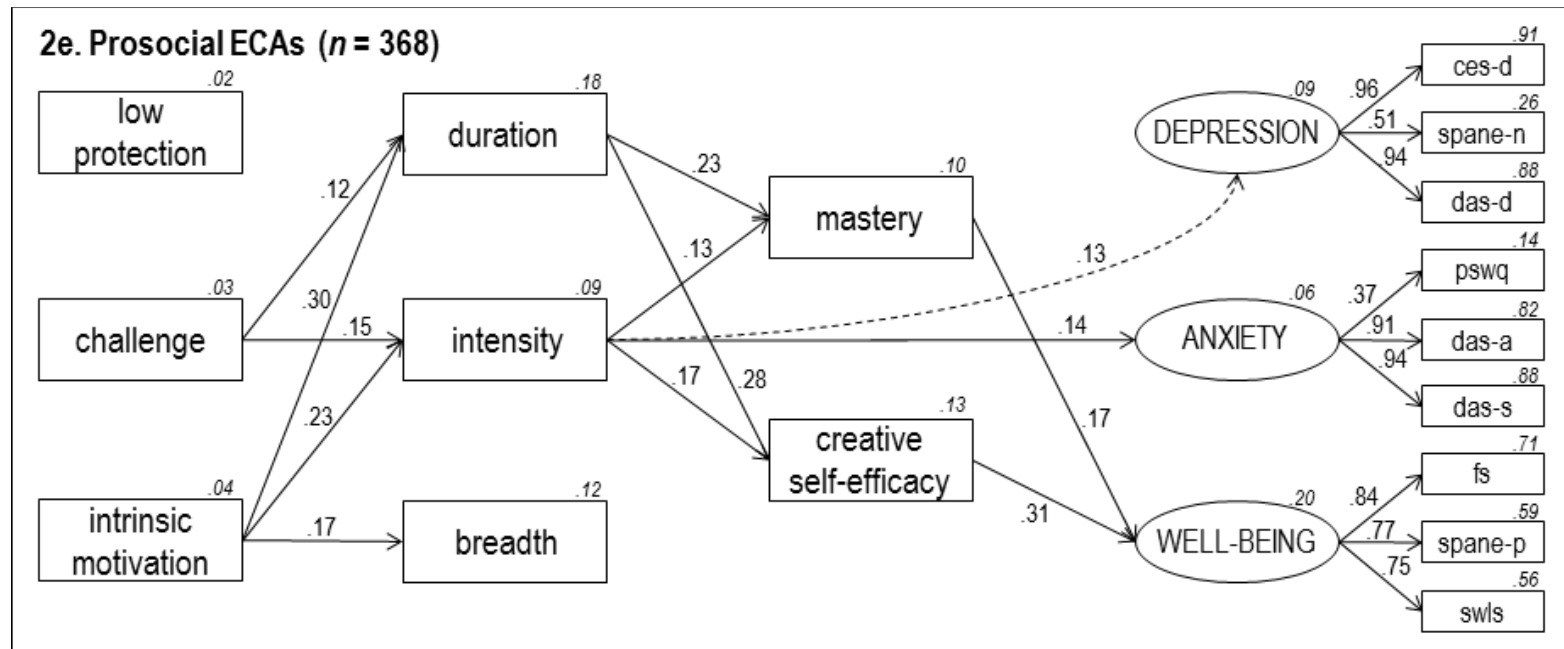 2e. Prosocial ECAs (n = 368)
.02
low
protection
.03
challenge
.04
intrinsic
motivation
.12
.30
.15
.23
.17
.18
duration
.09
intensity
.12
breadth
.23
.13
.28
.17
.10
mastery
.13
creative
self-efficacy
.13
.14
.17
.31
.09
DEPRESSION
.06
ANXIETY
.20
WELL-BEING
.96
.51
.94
.37
.91
.94
.84
.77
.75
.91
ces-d
.26
spane-n
.88
das-d
.14
pswq
.82
das-a
.88
das-s
.71
fs
.59
spane-p
.56
swls